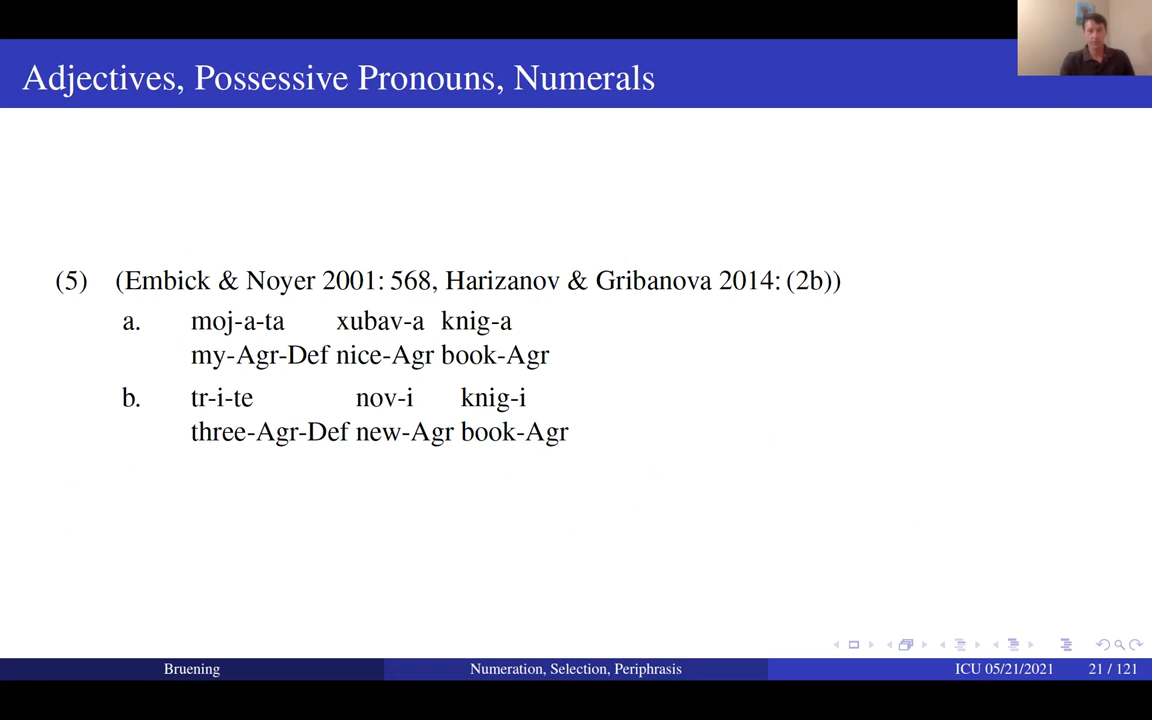 Adjectives, Possessive Pronouns, Numerals
(5) (Embick & Noyer 2001: 568, Harizanov & Gribanova 2014: (2b))
a. moj-a-ta xubav-a knig-a
my-Agr-Def nice-Agr book-Agr
b. tr-i-te nov-i knig-i
three-Agr-Def new-Agr book-Agr
Bruening Numeration, Selection, Periphrasis ICU 05/21/2021 21 / 121